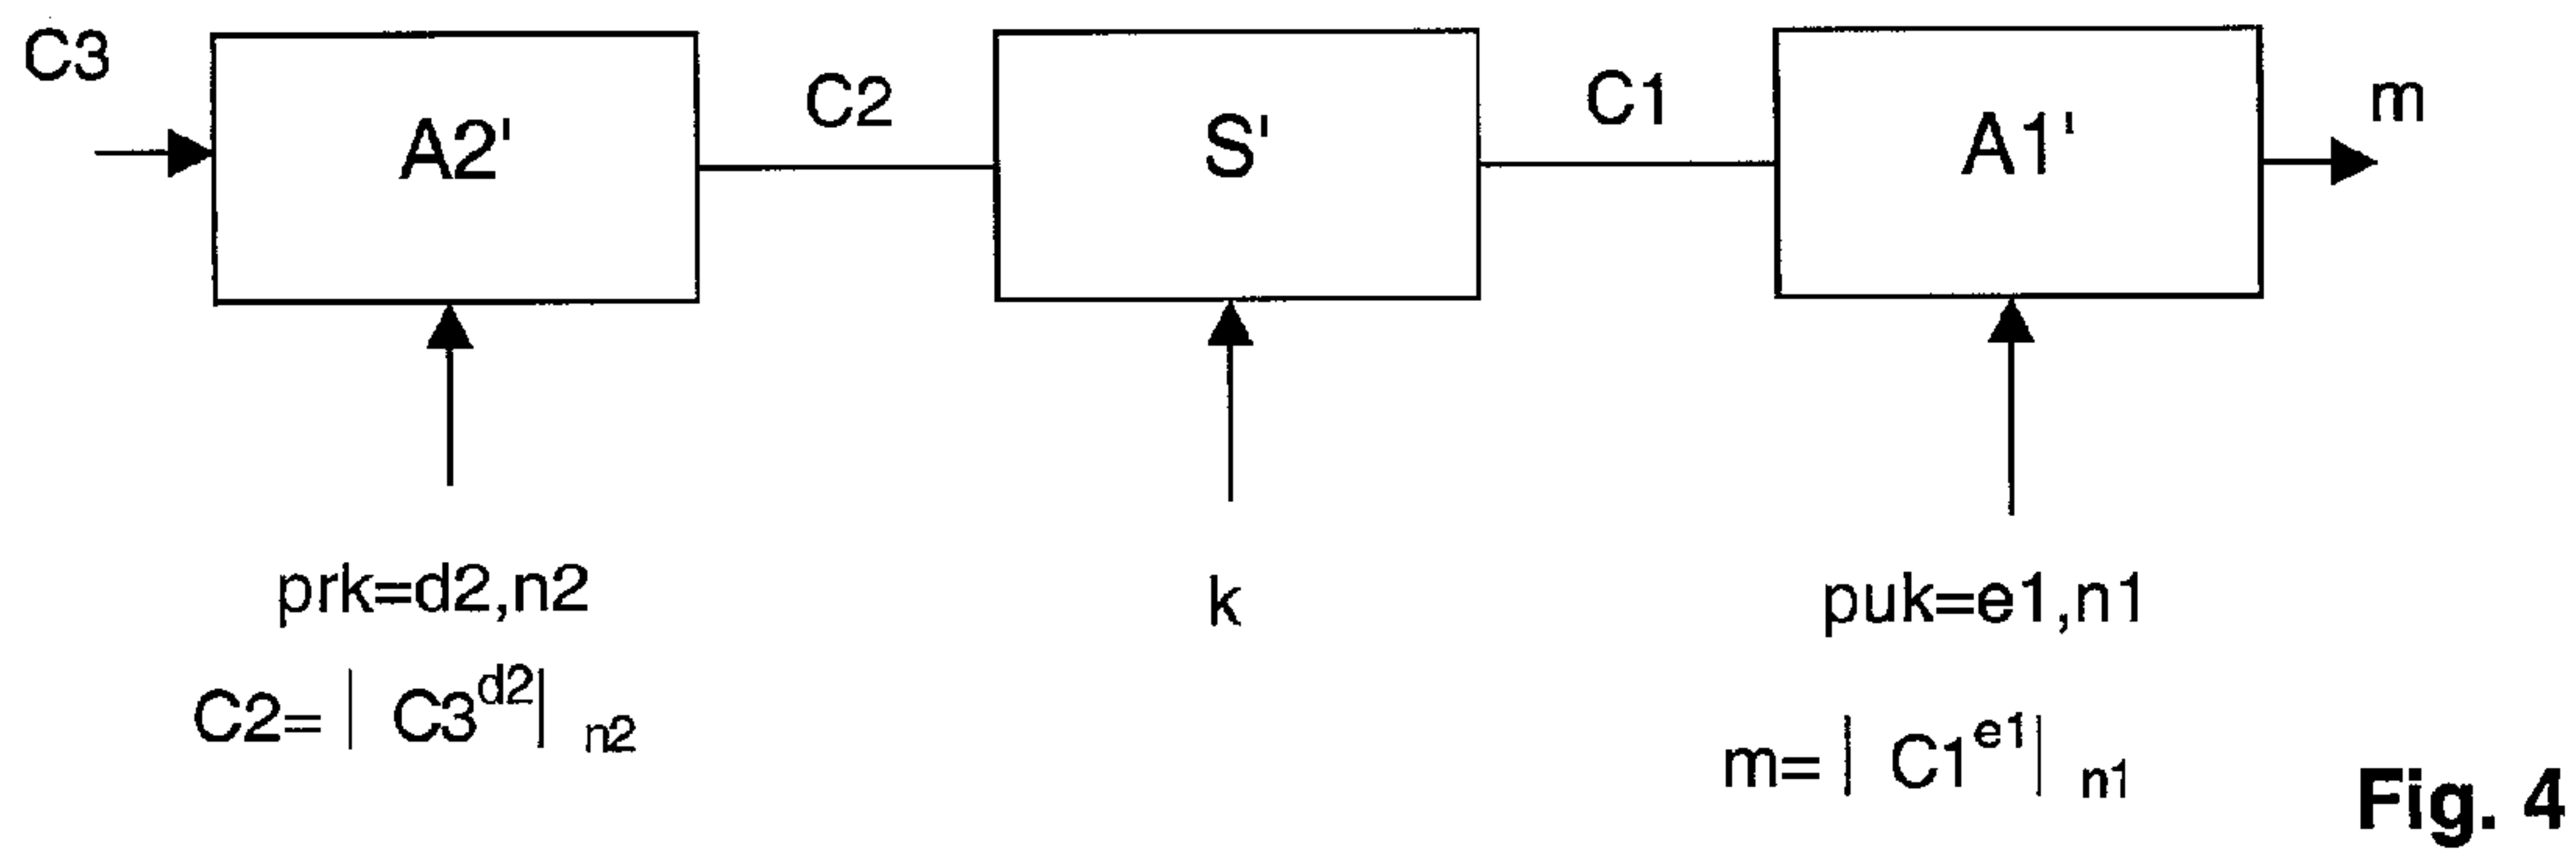 C3
A2'
C2
S'
C1
A1'
m
prk=d2,n2
k
puk=e1,n1
C2=| C3^d2| n2
m=| C1^e1| n1
Fig. 4